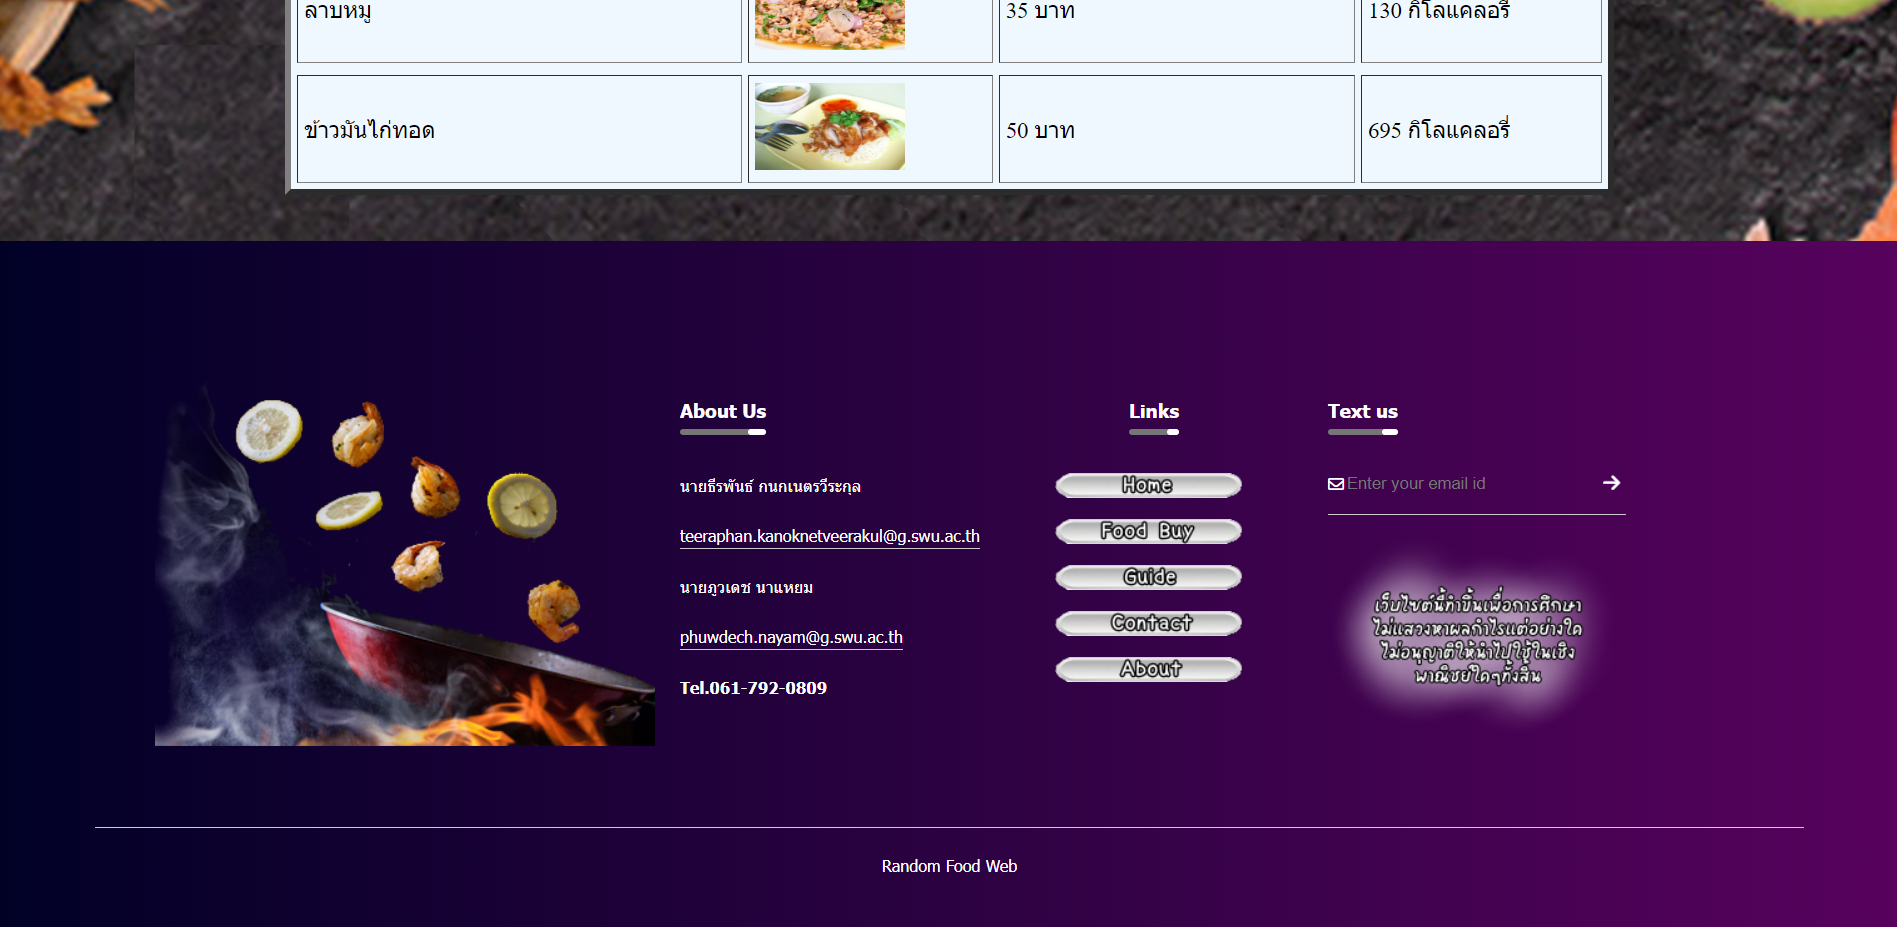 ลาบหมู
35 บาท
130 กิโลแคลอรี่
ข้าวมันไก่ทอด
50 บาท
695 กิโลแคลอรี่
About Us
นายธีรพันธ์ กนกเนตรวีระกุล
teeraphan.kanoknetveerakul@g.swu.ac.th
นายภูวเดช นาแหยม
phuwdech.nayam@g.swu.ac.th
Tel.061-792-0809
Links
Home
Food Buy
Guide
Contact
About
Text us
Enter your email id
เว็บไซต์นี้ทำขึ้นเพื่อการศึกษา
ไม่แสวงหาผลกำไรแต่อย่างใด
ไม่อนุญาติให้นำไปใช้ในเชิง
พาณิชย์ใดๆทั้งสิ้น
Random Food Web